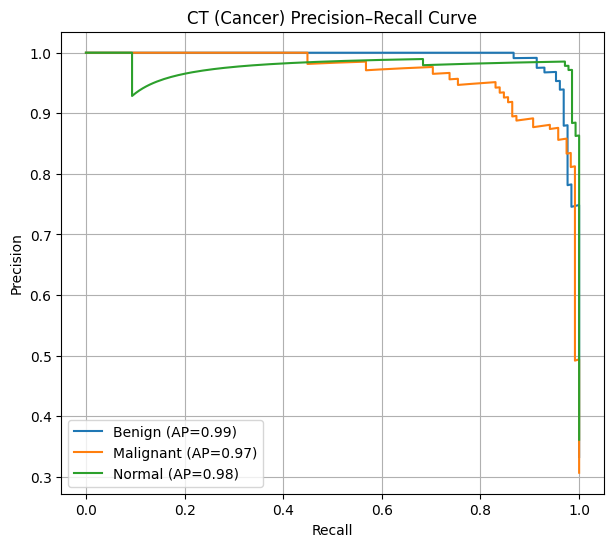 CT (Cancer) Precision–Recall Curve
Precision
1.0
0.9
0.8
0.7
0.6
0.5
0.4
0.3
Benign (AP=0.99)
Malignant (AP=0.97)
Normal (AP=0.98)
0.0 0.2 0.4 0.6 0.8 1.0
Recall